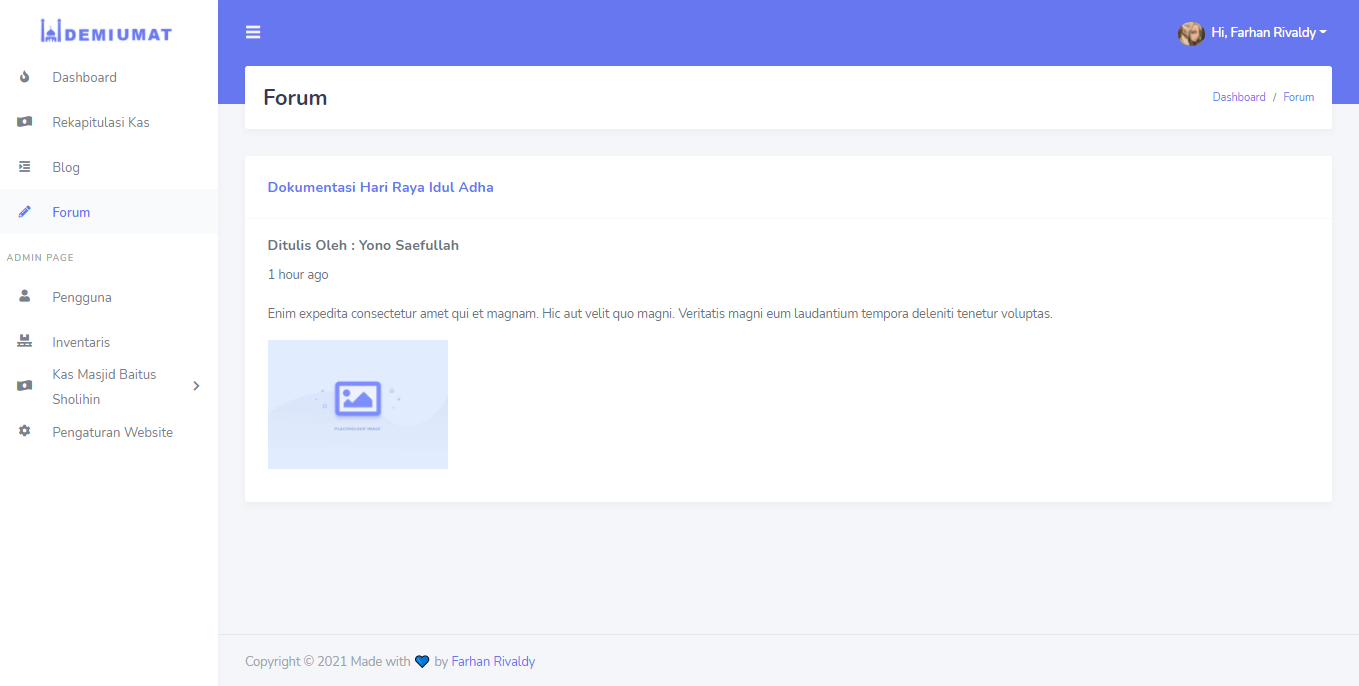 DEMIUMAT
Hi, Farhan Rivaldy
Dashboard
Rekapitulasi Kas
Blog
Forum
ADMIN PAGE
Pengguna
Inventaris
Kas Masjid Baitus
Sholihin
Pengaturan Website
Forum
Dashboard / Forum
Dokumentasi Hari Raya Idul Adha
Ditulis Oleh : Yono Saefullah
1 hour ago
Enim expedita consectetur amet qui et magnam. Hic aut velit quo magni. Veritatis magni eum laudantium tempora deleniti tenetur voluptas.
PLACEHOLDER IMAGE
Copyright © 2021 Made with 💙 by Farhan Rivaldy